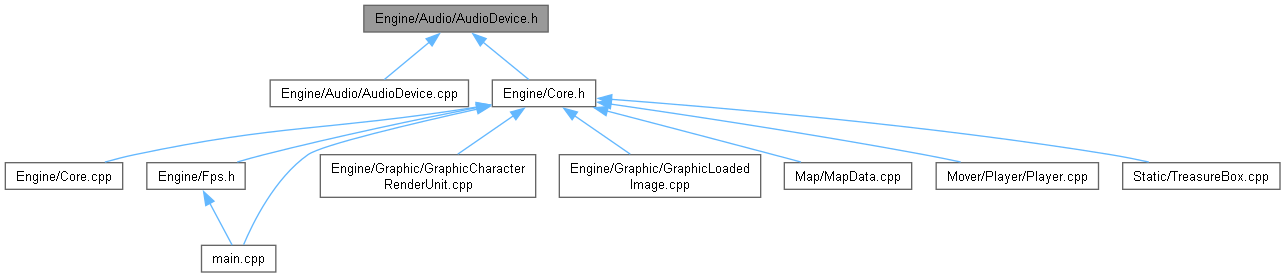 Engine/Audio/AudioDevice.h
Engine/Audio/AudioDevice.cpp
Engine/Core.h
Engine/Core.cpp
Engine/Fps.h
Engine/Graphic/GraphicCharacter
RenderUnit.cpp
Engine/Graphic/GraphicLoaded
Image.cpp
Map/MapData.cpp
Mover/Player/Player.cpp
Static/TreasureBox.cpp
main.cpp